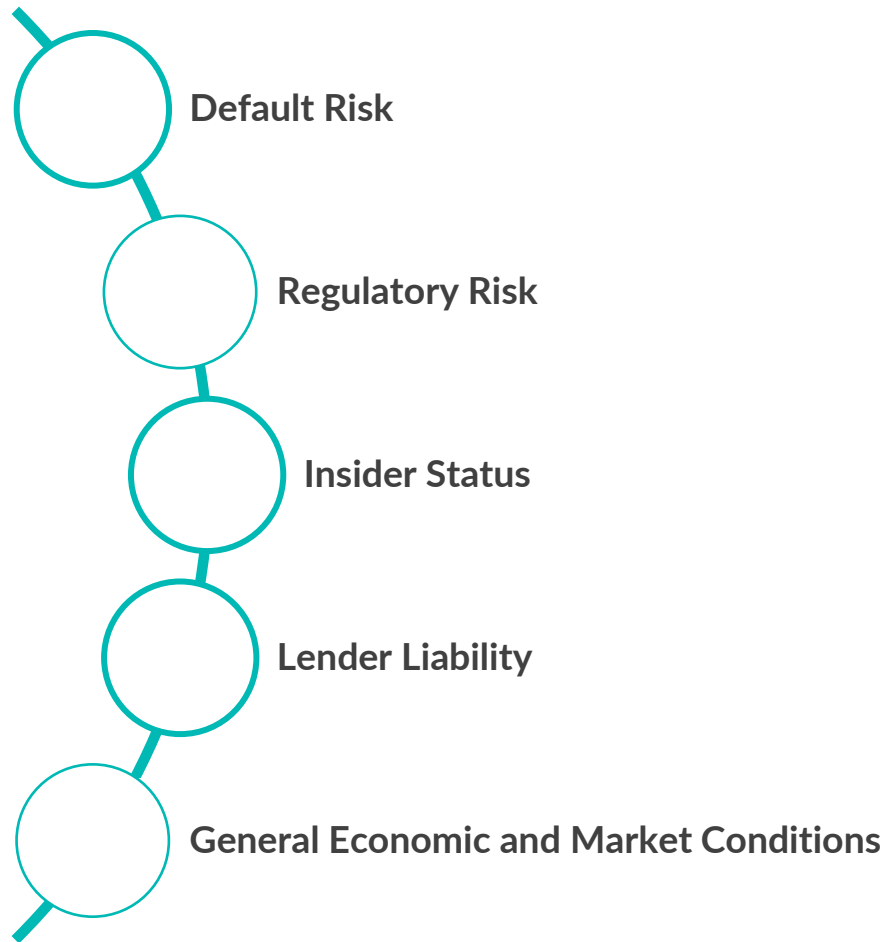 Default Risk
Regulatory Risk
Insider Status
Lender Liability
General Economic and Market Conditions